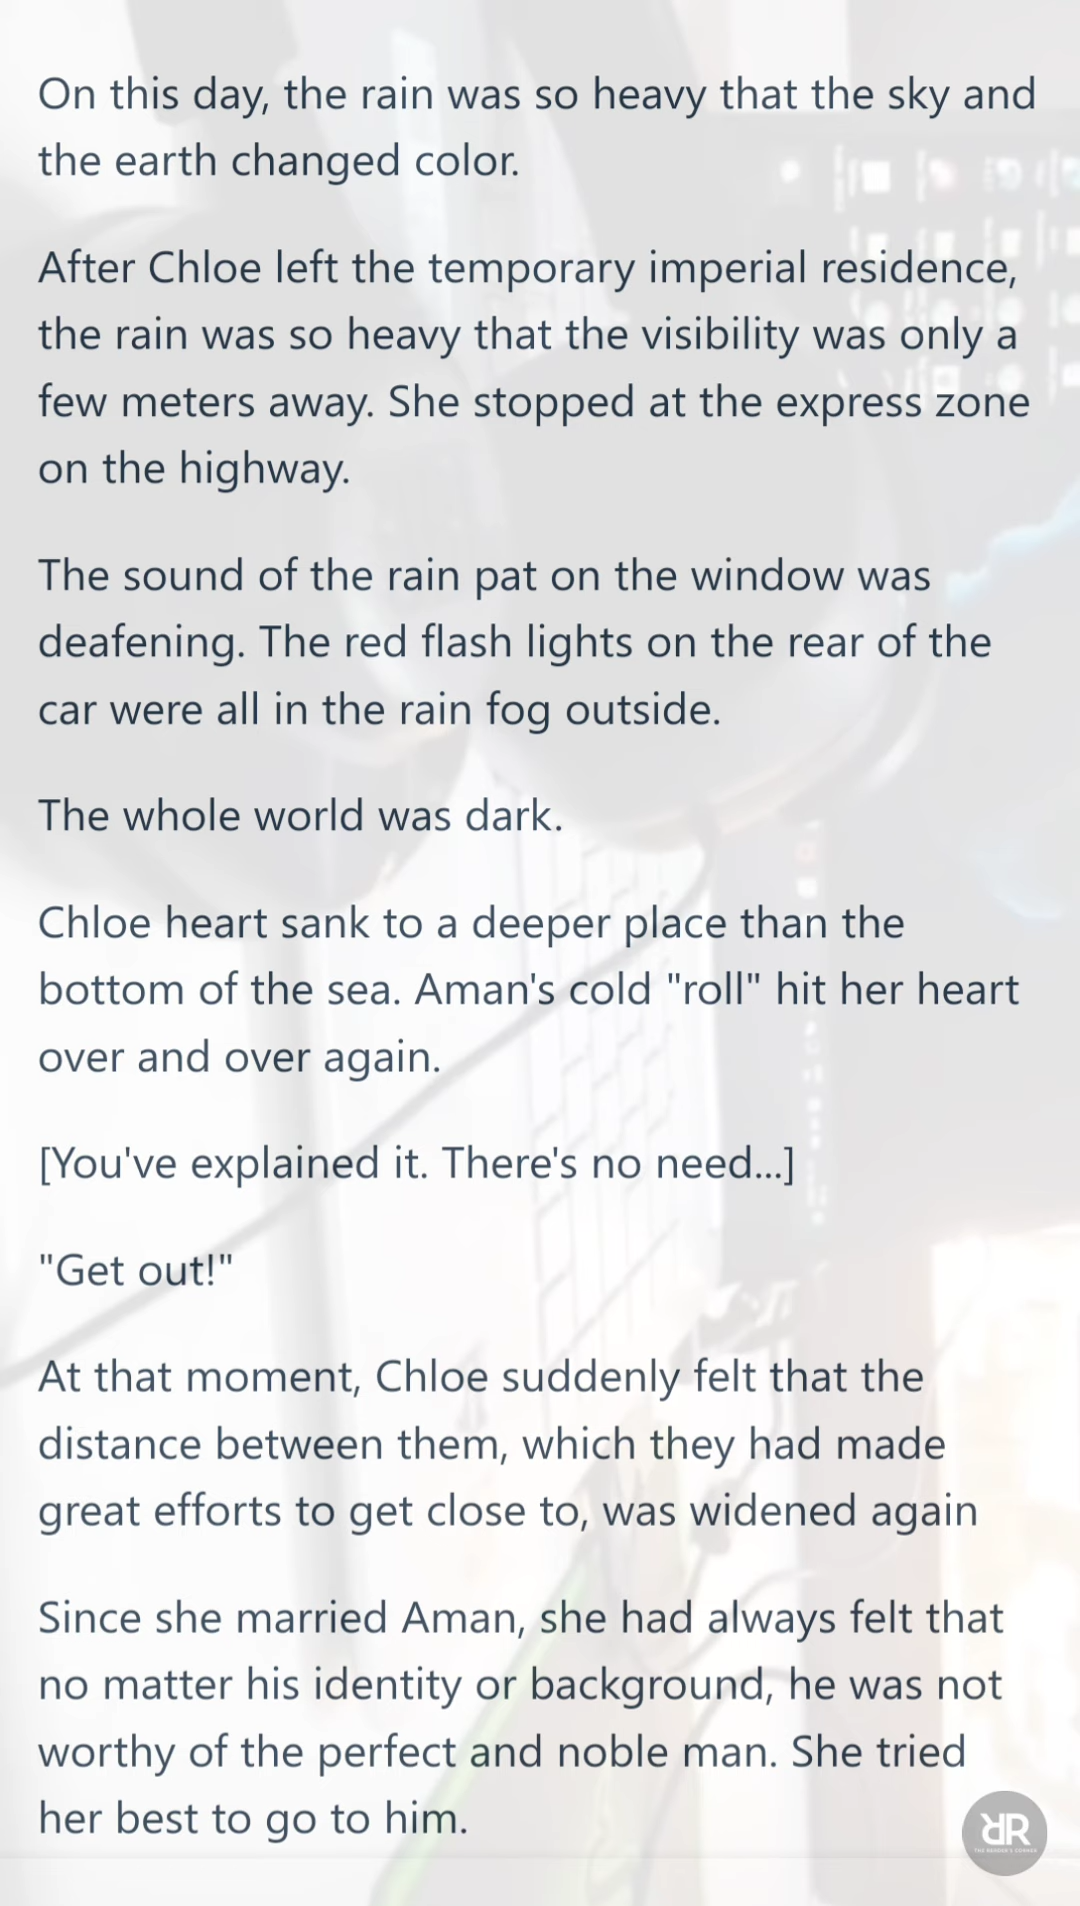 On this day, the rain was so heavy that the sky and
the earth changed color.
After Chloe left the temporary imperial residence,
the rain was so heavy that the visibility was only a
few meters away. She stopped at the express zone
on the highway.
The sound of the rain pat on the window was
deafening. The red flash lights on the rear of the
car were all in the rain fog outside.
The whole world was dark.
Chloe heart sank to a deeper place than the
bottom of the sea. Aman's cold "roll" hit her heart
over and over again.
[You've explained it. There's no need...]
"Get out!"
At that moment, Chloe suddenly felt that the
distance between them, which they had made
great efforts to get close to, was widened again
Since she married Aman, she had always felt that
no matter his identity or background, he was not
worthy of the perfect and noble man. She tried
her best to go to him.
RR
THE READER'S CORNER